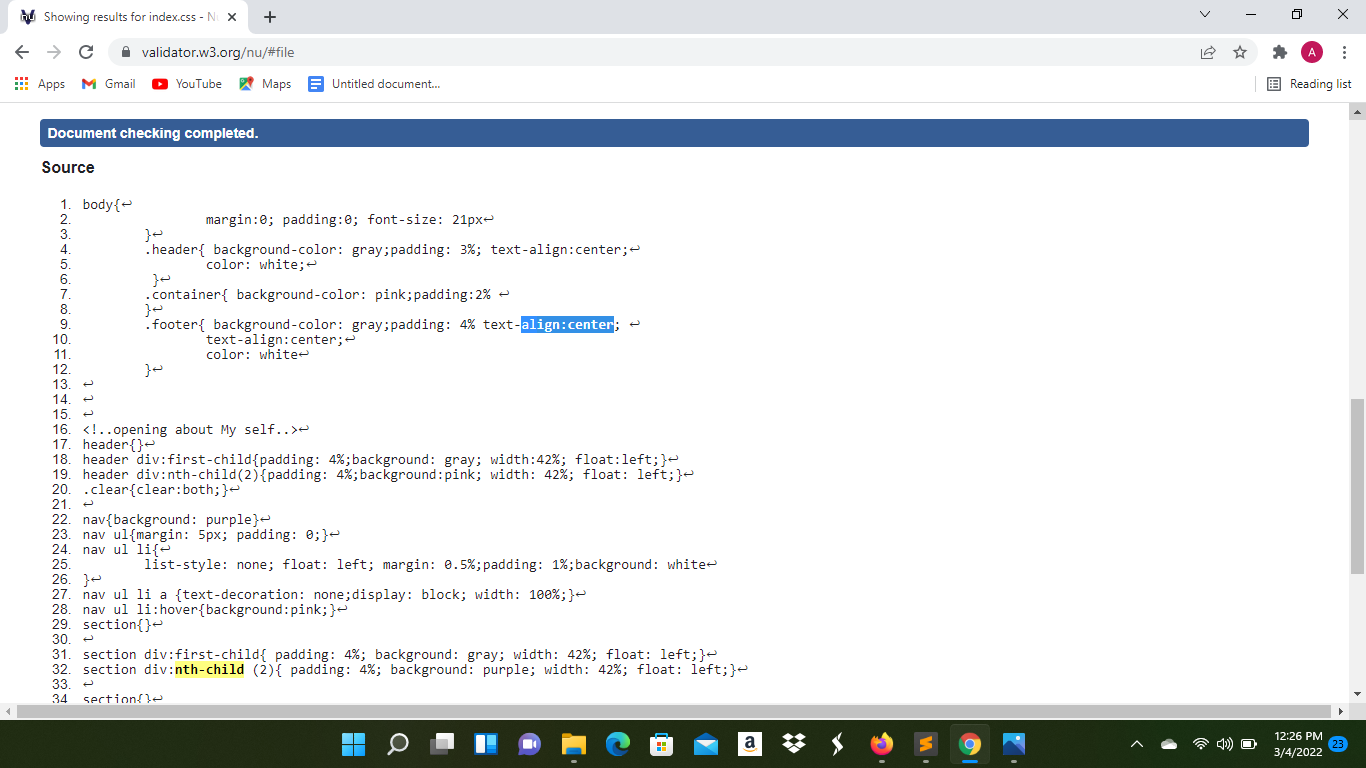 Showing results for index.css - N
validator.w3.org/nu/#file
A
Apps Gmail YouTube Maps Untitled document... Reading list
Document checking completed.
Source
1. body{↩
2. margin:0; padding:0; font-size: 21px↩
3. }↩
4. .header{ background-color: gray;padding: 3%; text-align:center;↩
5. color: white;↩
6. }↩
7. .container{ background-color: pink;padding:2% ↩
8. }↩
9. .footer{ background-color: gray;padding: 4% text-align:center; ↩
10. text-align:center;↩
11. color: white↩
12. }↩
13. ↩
14. ↩
15. ↩
16. <!..opening about My self..>↩
17. header{}↩
18. header div:first-child{padding: 4%;background: gray; width:42%; float:left;}↩
19. header div:nth-child(2){padding: 4%;background:pink; width: 42%; float: left;}↩
20. .clear{clear:both;}↩
21. ↩
22. nav{background: purple}↩
23. nav ul{margin: 5px; padding: 0;}↩
24. nav ul li{↩
25. list-style: none; float: left; margin: 0.5%;padding: 1%;background: white↩
26. }↩
27. nav ul li a {text-decoration: none;display: block; width: 100%;}↩
28. nav ul li:hover{background:pink;}↩
29. section{}↩
30. ↩
31. section div:first-child{ padding: 4%; background: gray; width: 42%; float: left;}↩
32. section div:nth-child (2){ padding: 4%; background: purple; width: 42%; float: left;}↩
33. ↩
34. section{}↩
12:26 PM
3/4/2022
23